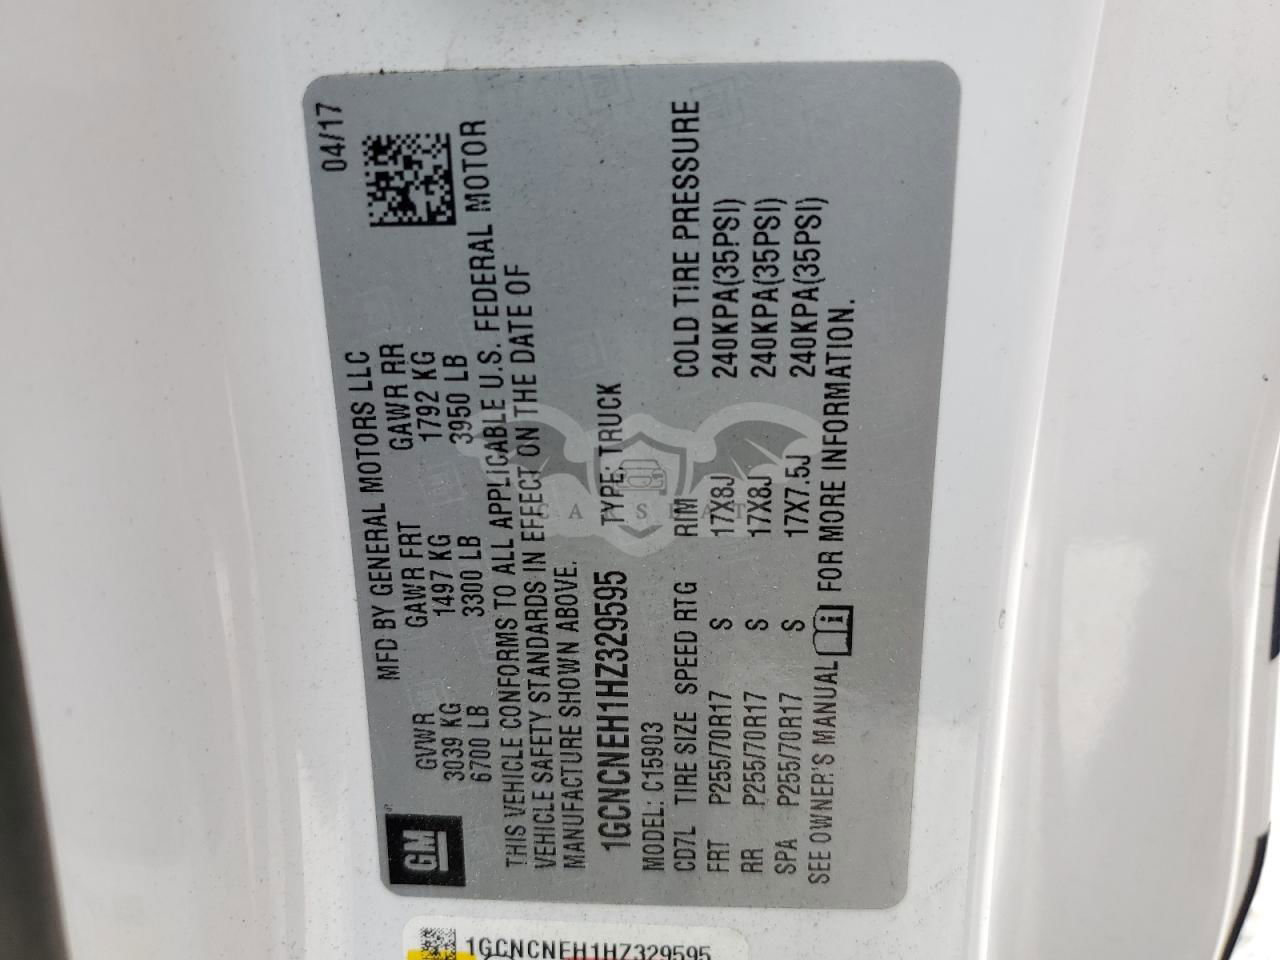 MFD BY GENERAL MOTORS LLC 04/17
GVWR GAWR FRT GAWR RR
3039 KG 1497 KG 1792 KG
6700 LB 3300 LB 3950 LB
GM
THIS VEHICLE CONFORMS TO ALL APPLICABLE U.S. FEDERAL MOTOR
VEHICLE SAFETY STANDARDS IN EFFECT ON THE DATE OF
MANUFACTURE SHOWN ABOVE.
1GCNCNEH1HZ329595 TYPE: TRUCK
MODEL: C15903
CD7L TIRE SIZE SPEED RTG RIM COLD TIRE PRESSURE
FRT P255/70R17 S 17X8J 240KPA(35PSI)
RR P255/70R17 S 17X8J 240KPA(35PSI)
SPA P255/70R17 S 17X7.5J 240KPA(35PSI)
SEE OWNER'S MANUAL FOR MORE INFORMATION.
1GCNCNEH1HZ329595